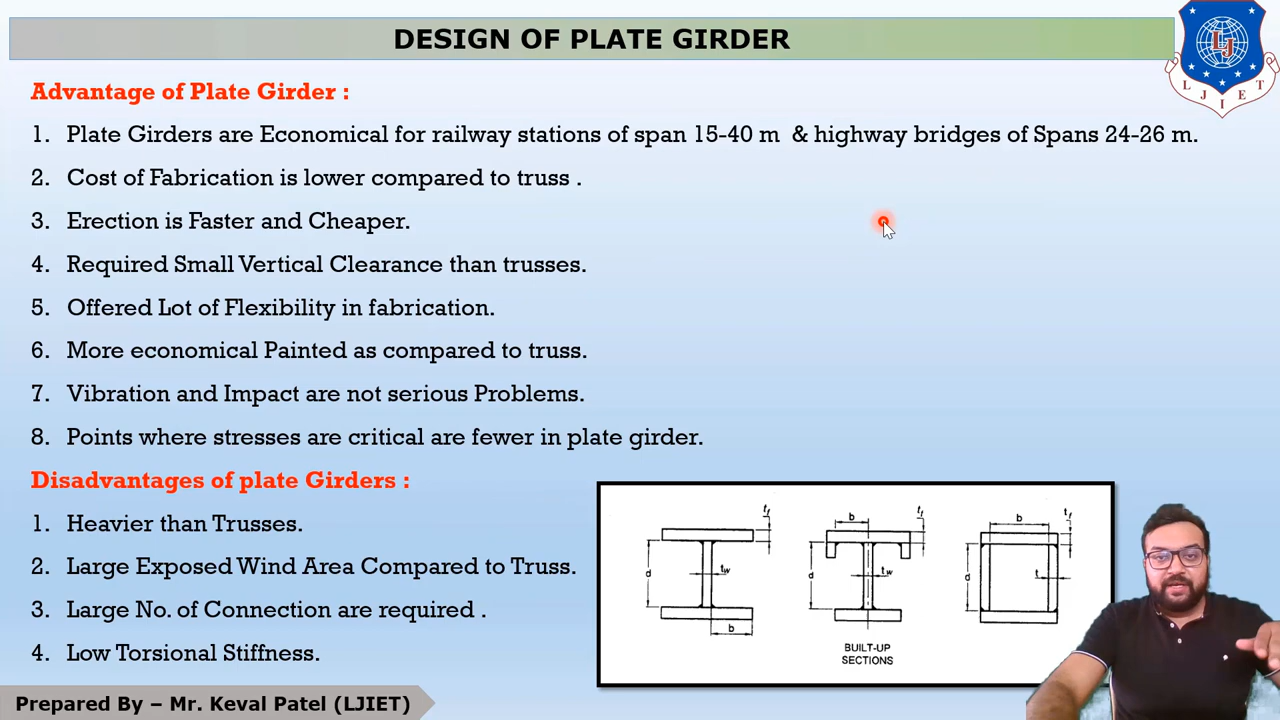 DESIGN OF PLATE GIRDER
LJ
L J I E T
Advantage of Plate Girder :
1. Plate Girders are Economical for railway stations of span 15-40 m & highway bridges of Spans 24-26 m.
2. Cost of Fabrication is lower compared to truss .
3. Erection is Faster and Cheaper.
4. Required Small Vertical Clearance than trusses.
5. Offered Lot of Flexibility in fabrication.
6. More economical Painted as compared to truss.
7. Vibration and Impact are not serious Problems.
8. Points where stresses are critical are fewer in plate girder.
Disadvantages of plate Girders :
1. Heavier than Trusses.
2. Large Exposed Wind Area Compared to Truss.
3. Large No. of Connection are required .
4. Low Torsional Stiffness.
tf
d
tw
b
b
tf
d
tw
b
tf
d
t
BUILT-UP
SECTIONS
Prepared By – Mr. Keval Patel (LJIET)